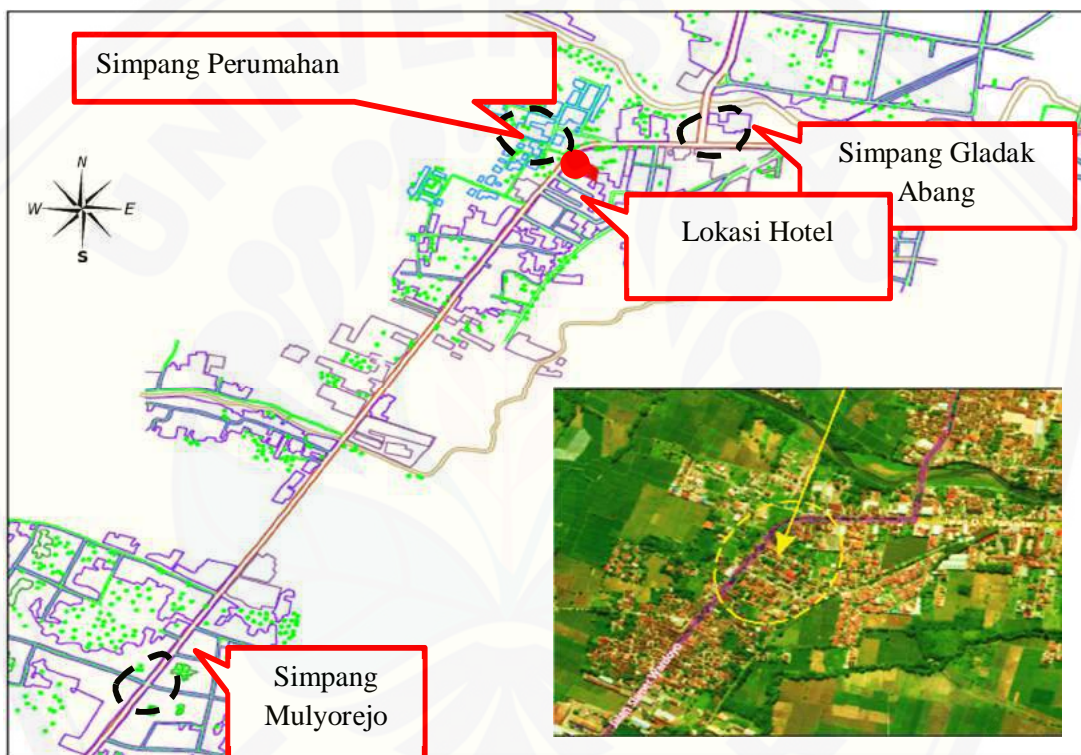 Simpang Perumahan
Simpang Gladak
Abang
Lokasi Hotel
N
W
E
S
Simpang
Mulyorejo